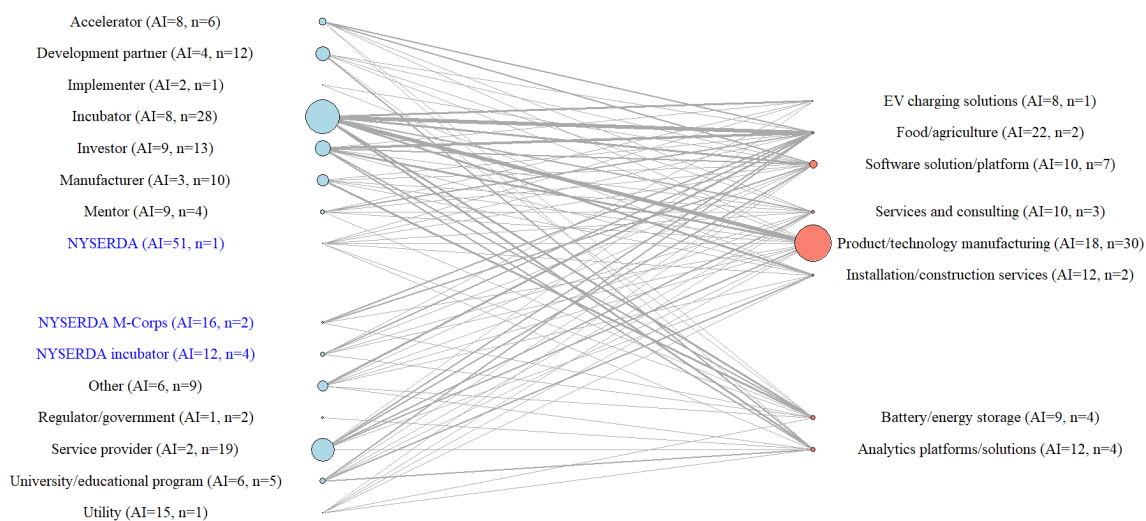 Accelerator (AI=8, n=6)
Development partner (AI=4, n=12)
Implementer (AI=2, n=1)
Incubator (AI=8, n=28)
Investor (AI=9, n=13)
Manufacturer (AI=3, n=10)
Mentor (AI=9, n=4)
NYSERDA (AI=51, n=1)
NYSERDA M-Corps (AI=16, n=2)
NYSERDA incubator (AI=12, n=4)
Other (AI=6, n=9)
Regulator/government (AI=1, n=2)
Service provider (AI=2, n=19)
University/educational program (AI=6, n=5)
Utility (AI=15, n=1)
EV charging solutions (AI=8, n=1)
Food/agriculture (AI=22, n=2)
Software solution/platform (AI=10, n=7)
Services and consulting (AI=10, n=3)
Product/technology manufacturing (AI=18, n=30)
Installation/construction services (AI=12, n=2)
Battery/energy storage (AI=9, n=4)
Analytics platforms/solutions (AI=12, n=4)